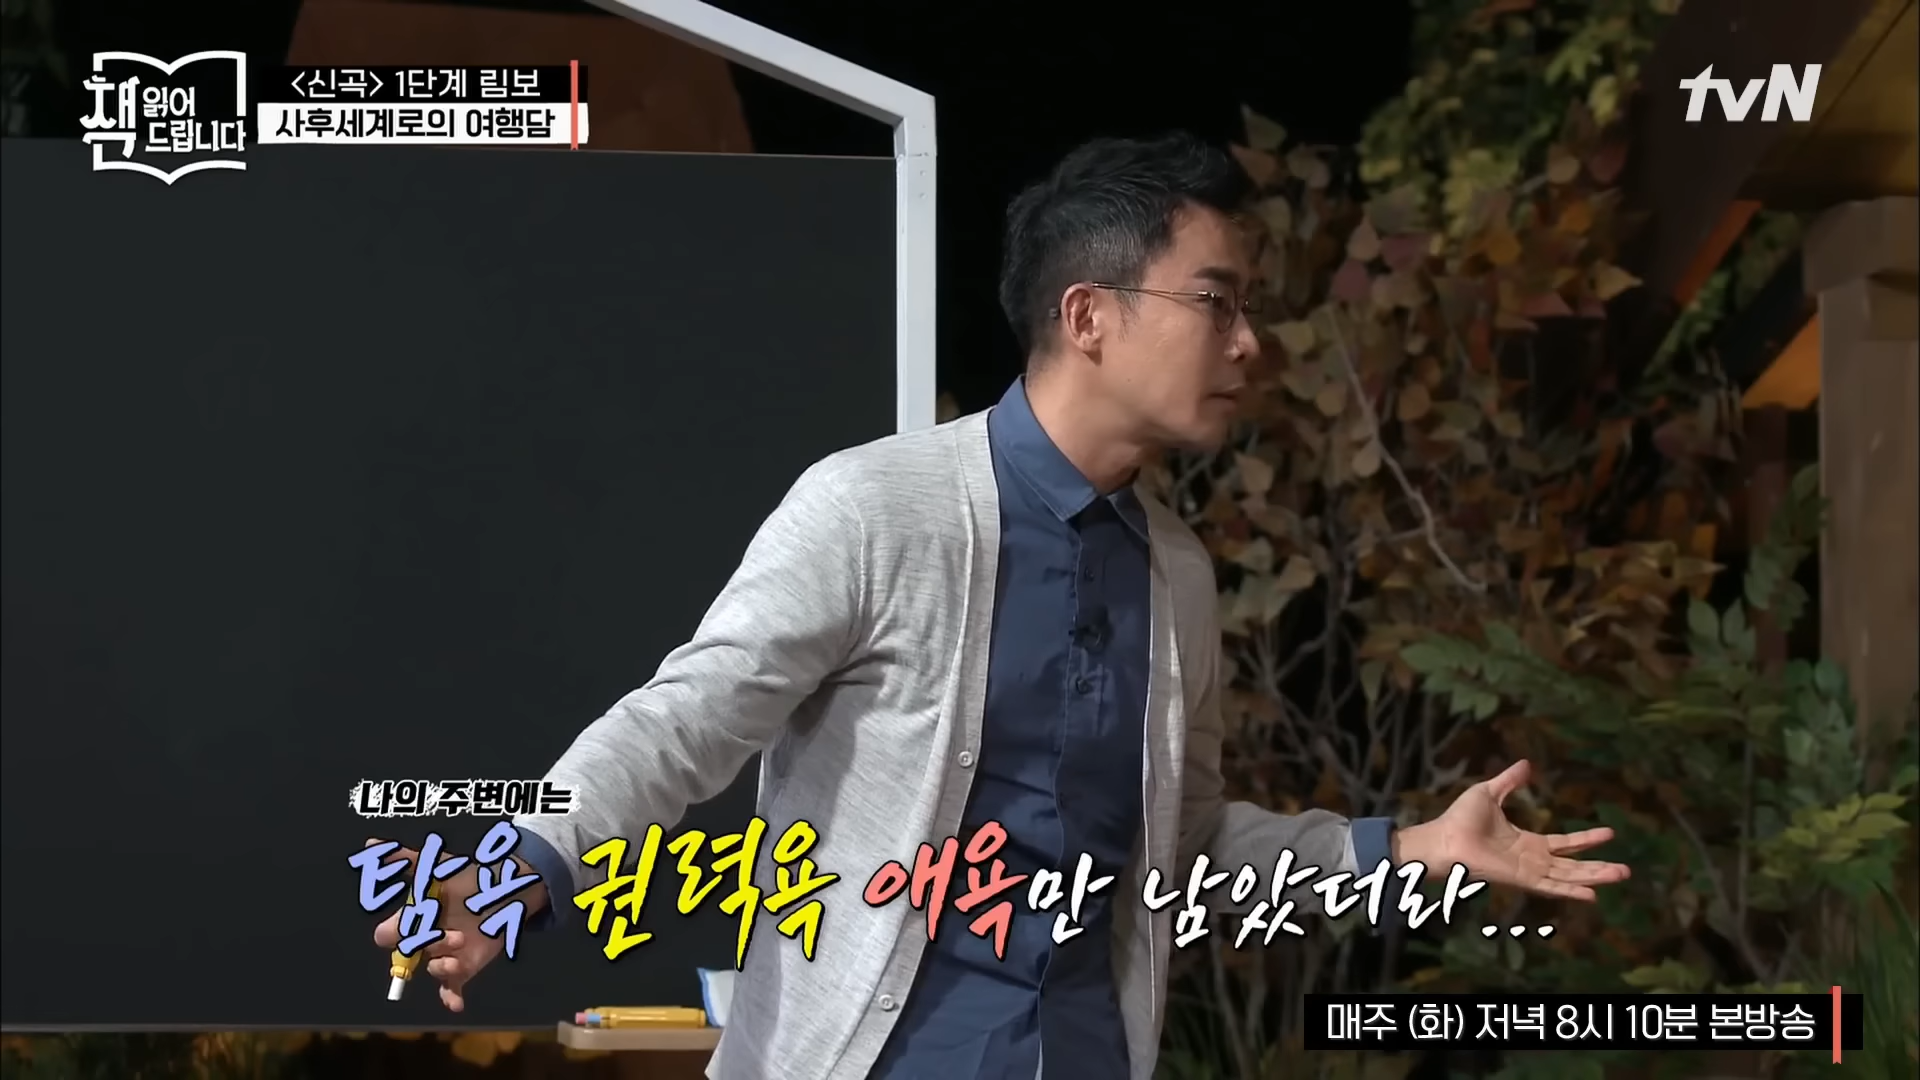 책 읽어
드립니다
<신곡> 1단계 림보
사후세계로의 여행담
tvN
나의 주변에는
탐욕 권력욕 애욕만 남았더라...
매주 (화) 저녁 8시 10분 본방송